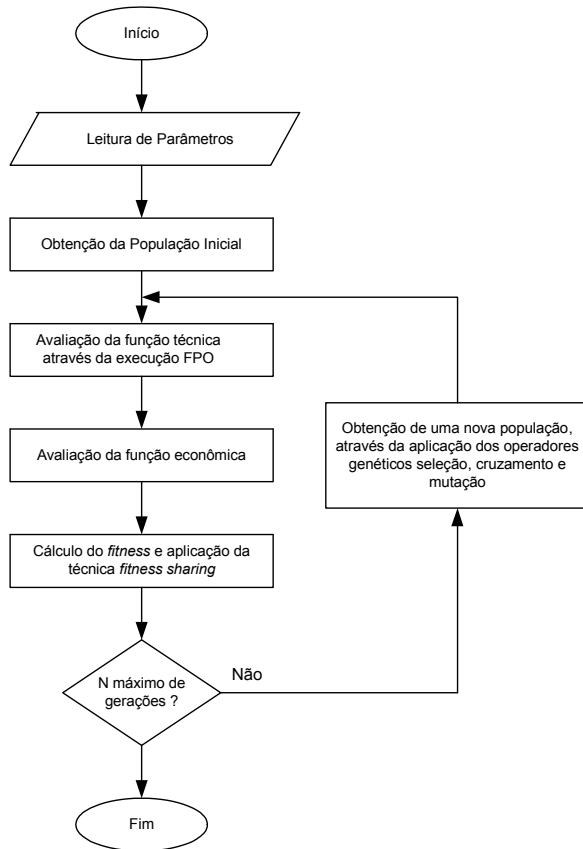 Início
Leitura de Parâmetros
Obtenção da População Inicial
Avaliação da função técnica
através da execução FPO
Avaliação da função econômica
Cálculo do fitness e aplicação da
técnica fitness sharing
N máximo de
gerações ?
Não
Obtenção de uma nova população,
através da aplicação dos operadores
genéticos seleção, cruzamento e
mutação
Fim